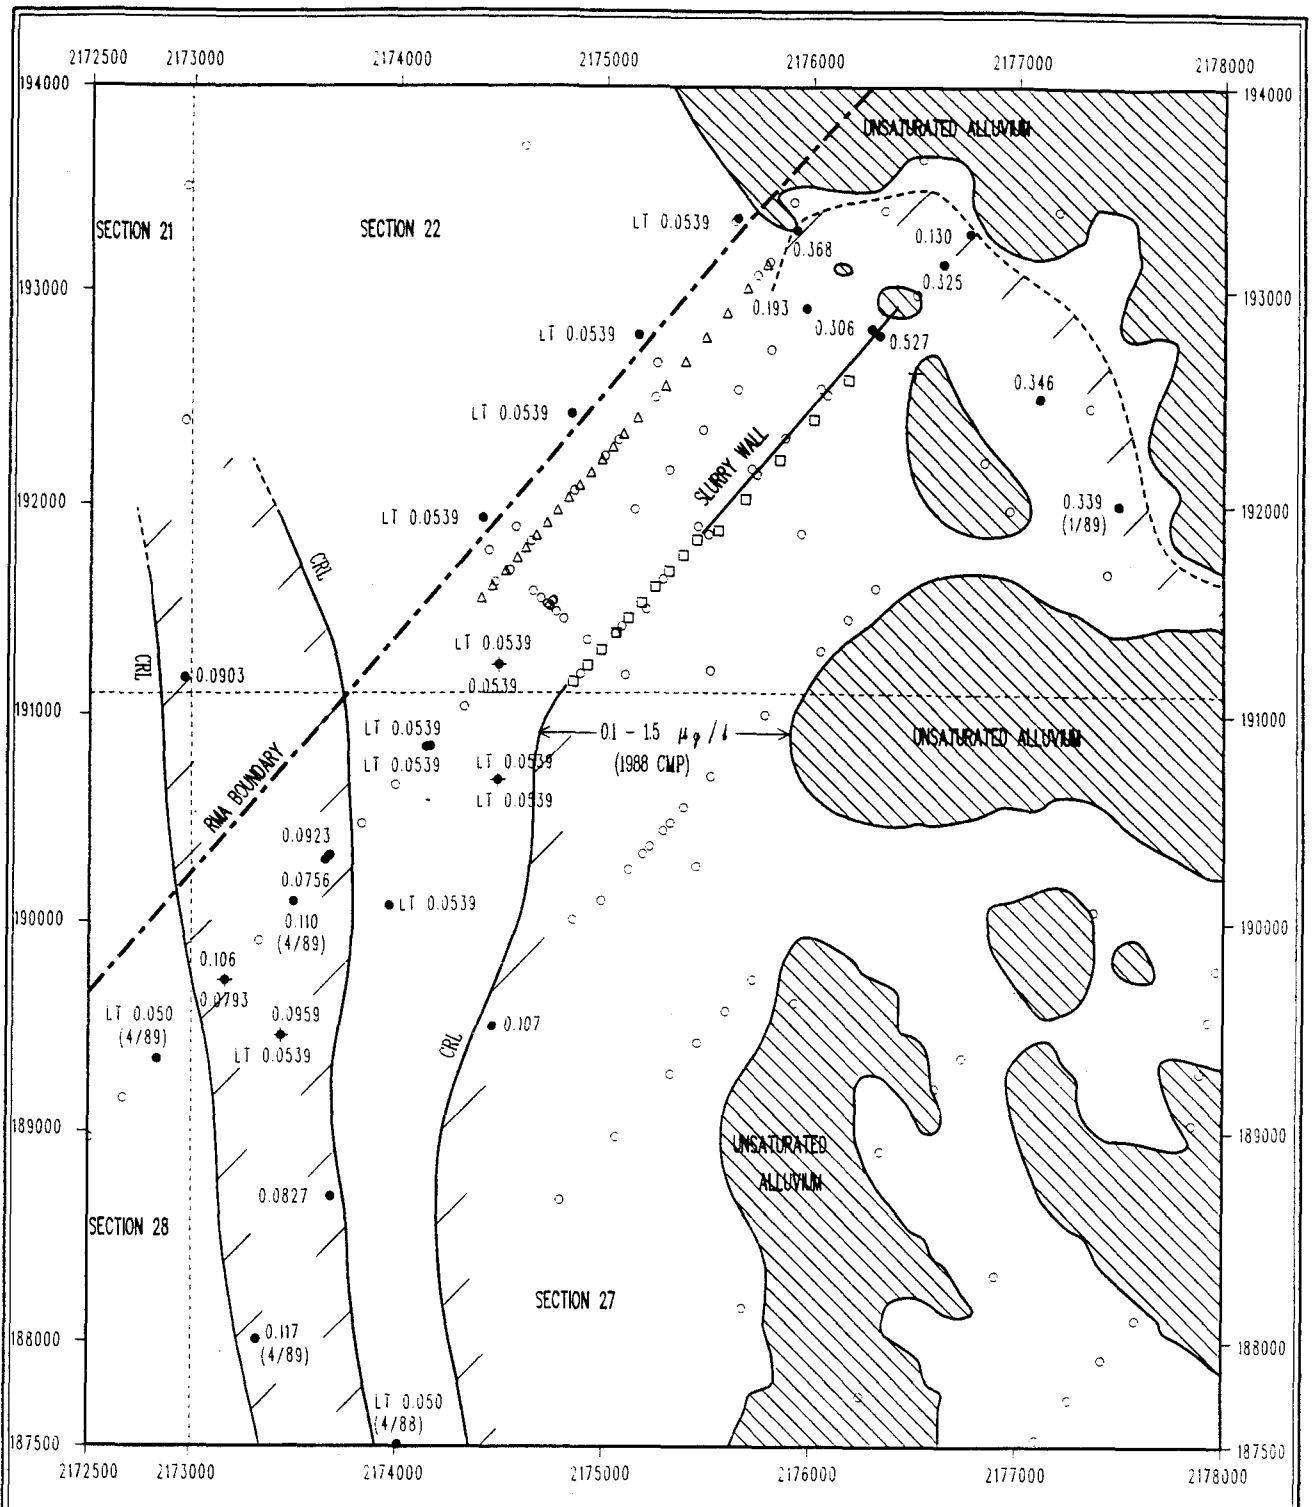 2172500 2173000 2174000 2175000 2176000 2177000 2178000
194000
194000
UNSATURATED ALLUVIUM
SECTION 21
SECTION 22
LT 0.0539
0.368
0.130
0.325
193000
193000
0.193
LT 0.0539
0.306
0.527
0.346
LT 0.0539
SLURRY WALL
192000
192000
LT 0.0539
0.339
(1/89)
CRL
CRL
0.0903
LT 0.0539
0.0539
191000
191000
LT 0.0539
LT 0.0539
01 - 1.5 μg/l
(1988 CMP)
UNSATURATED ALLUVIUM
LT 0.0539
LT 0.0539
RMA BOUNDARY
0.0923
0.0756
0.110
(4/89)
LT 0.0539
190000
190000
0.106
0.0793
LT 0.050
(4/89)
0.0959
LT 0.0539
CRL
0.107
189000
189000
UNSATURATED
ALLUVIUM
0.0827
SECTION 28
SECTION 27
188000
188000
0.117
(4/89)
LT 0.050
(4/88)
187500
187500
2172500 2173000 2174000 2175000 2176000 2177000 2178000